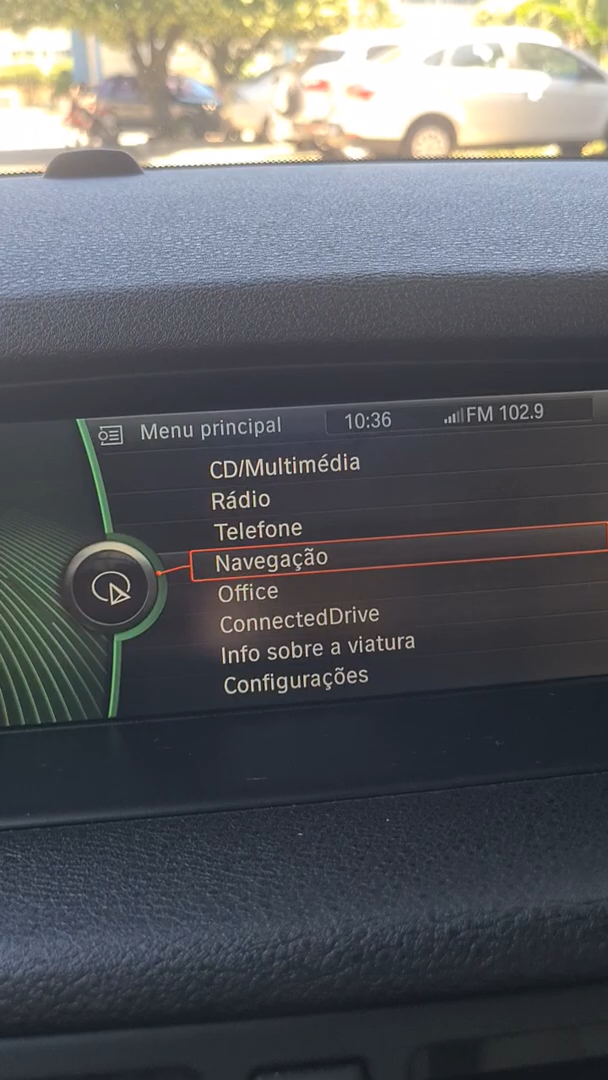 Menu principal 10:36 FM 102.9
CD/Multimédia
Rádio
Telefone
Navegação
Office
ConnectedDrive
Info sobre a viatura
Configurações